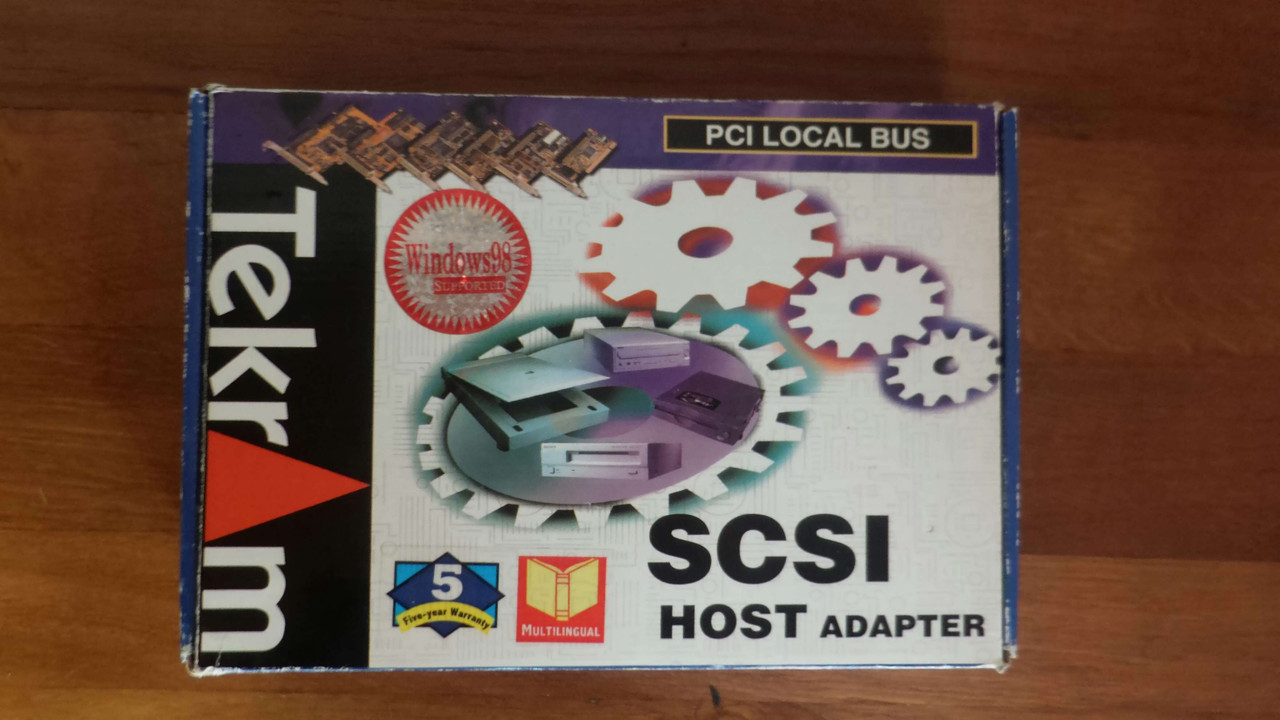 PCI LOCAL BUS
Tekram
Windows98
SUPPORTED
5
Five-year Warranty
MULTILINGUAL
SCSI
HOST ADAPTER